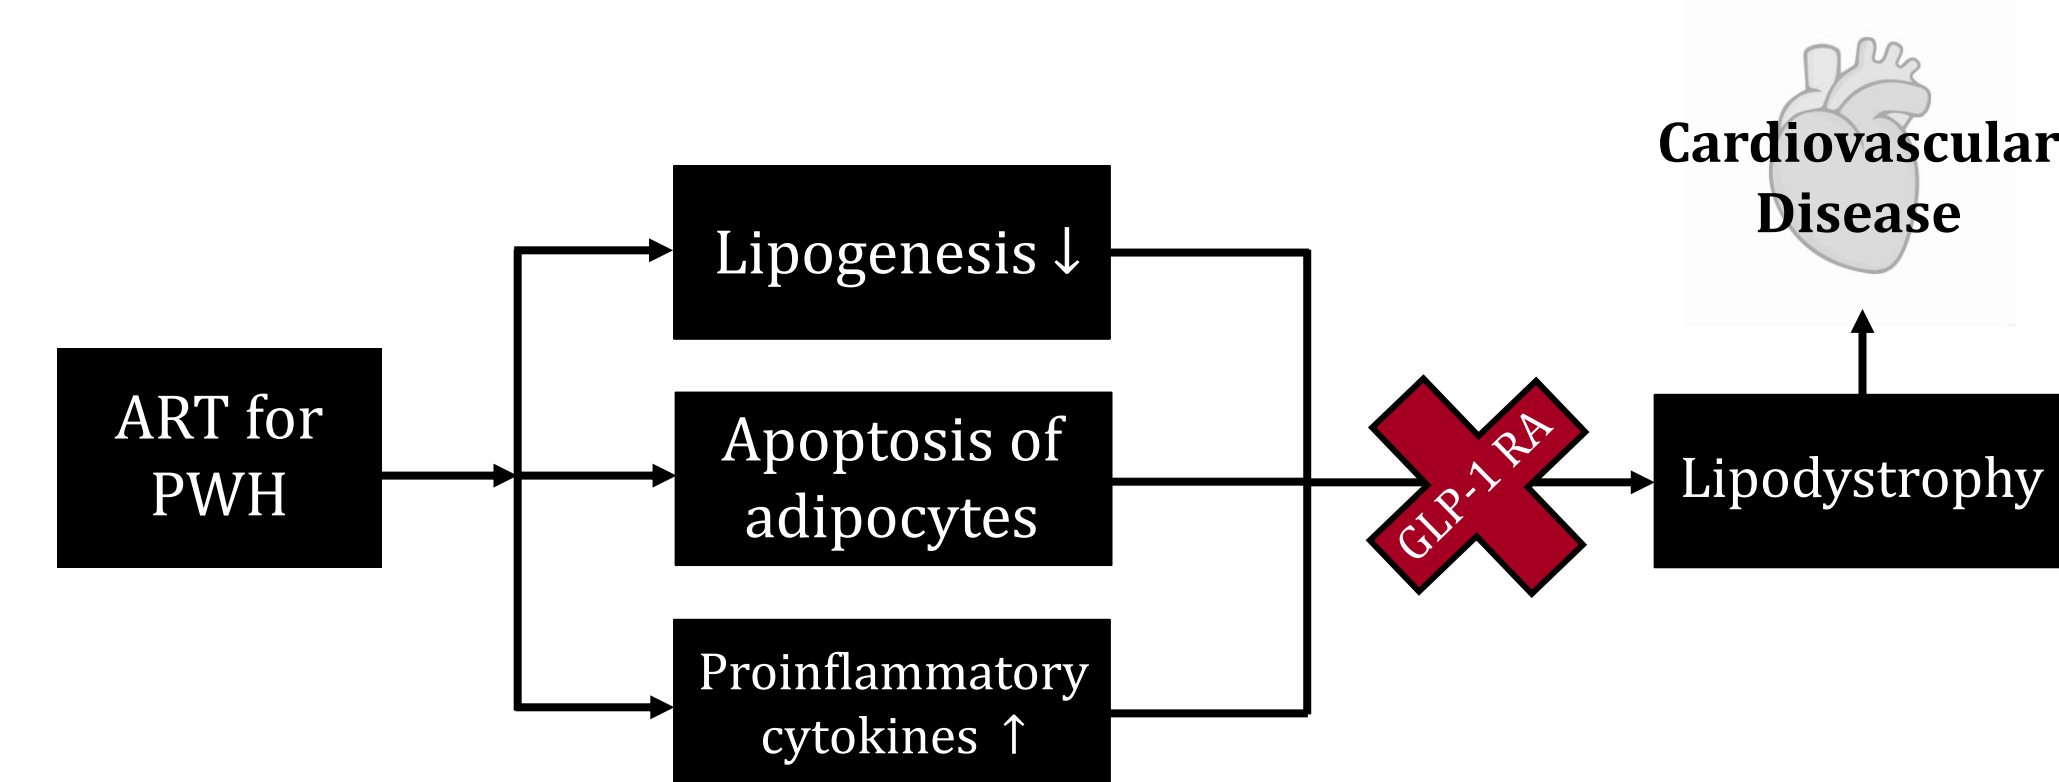 Cardiovascular
Disease
Lipogenesis ↓
ART for
PWH
Apoptosis of
adipocytes
GLP-1 RA
Lipodystrophy
Proinflammatory
cytokines ↑